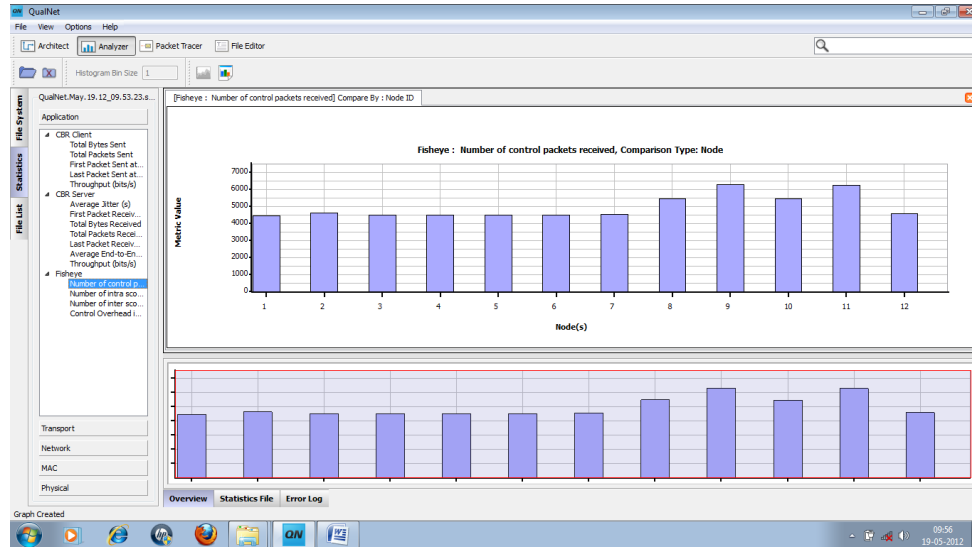 QN QualNet
File View Options Help
Architect Analyzer Packet Tracer File Editor
Histogram Bin Size 1
File System
Statistics
File List
QualNet.May.19.12_09.53.23.s...
Application
CBR Client
Total Bytes Sent
Total Packets Sent
First Packet Sent at...
Last Packet Sent at...
Throughput (bits/s)
CBR Server
Average Jitter (s)
First Packet Receiv...
Total Bytes Received
Total Packets Recei...
Last Packet Receiv...
Average End-to-En...
Throughput (bits/s)
Fisheye
Number of control p...
Number of intra sco...
Number of inter sco...
Control Overhead i...
Transport
Network
MAC
Physical
[Fisheye : Number of control packets received] Compare By : Node ID
Fisheye : Number of control packets received, Comparison Type: Node
Metric Value
7000
6000
5000
4000
3000
2000
1000
0
1 2 3 4 5 6 7 8 9 10 11 12
Node(s)
Overview Statistics File Error Log
Graph Created
hp QN W
09:56
19-05-2012